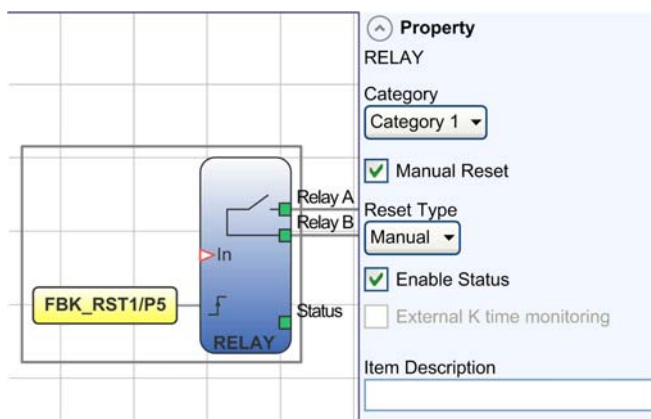 Property
RELAY
Category
Category 1
Manual Reset
Reset Type
Manual
Enable Status
External K time monitoring
Item Description
Relay A
Relay B
In
FBK_RST1/P5
Status
RELAY